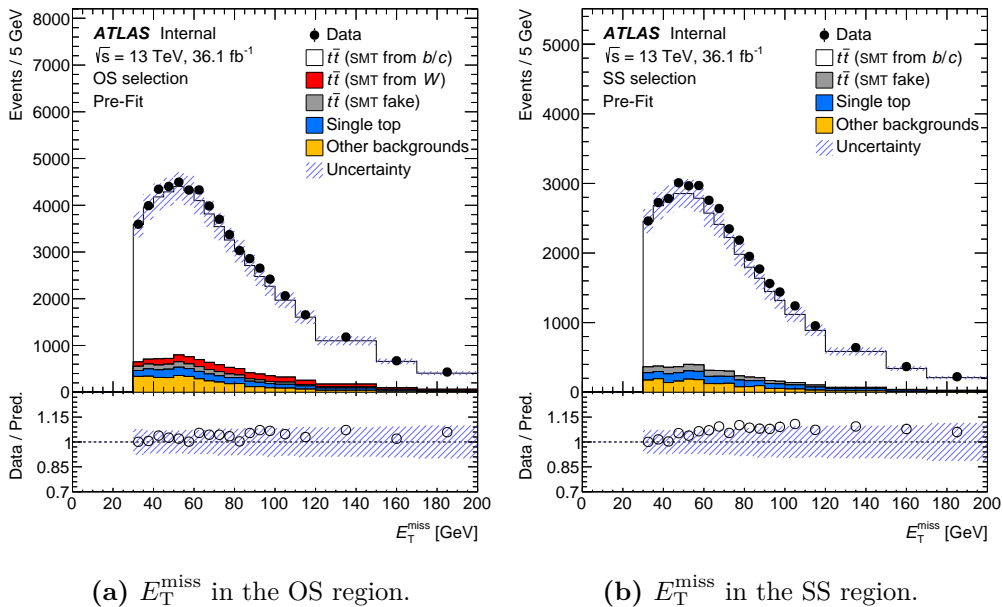 ATLAS Internal
√s = 13 TeV, 36.1 fb⁻¹
OS selection
Pre-Fit
Data
tt̄ (SMT from b/c)
tt̄ (SMT from W)
tt̄ (SMT fake)
Single top
Other backgrounds
Uncertainty
Events / 5 GeV
8000
7000
6000
5000
4000
3000
2000
1000
0
Data / Pred.
1.15
1
0.85
0.7
0 20 40 60 80 100 120 140 160 180 200
E_T^miss [GeV]
ATLAS Internal
√s = 13 TeV, 36.1 fb⁻¹
SS selection
Pre-Fit
Data
tt̄ (SMT from b/c)
tt̄ (SMT fake)
Single top
Other backgrounds
Uncertainty
Events / 5 GeV
5000
4000
3000
2000
1000
0
Data / Pred.
1.15
1
0.85
0.7
0 20 40 60 80 100 120 140 160 180 200
E_T^miss [GeV]
(a) E_T^miss in the OS region.
(b) E_T^miss in the SS region.